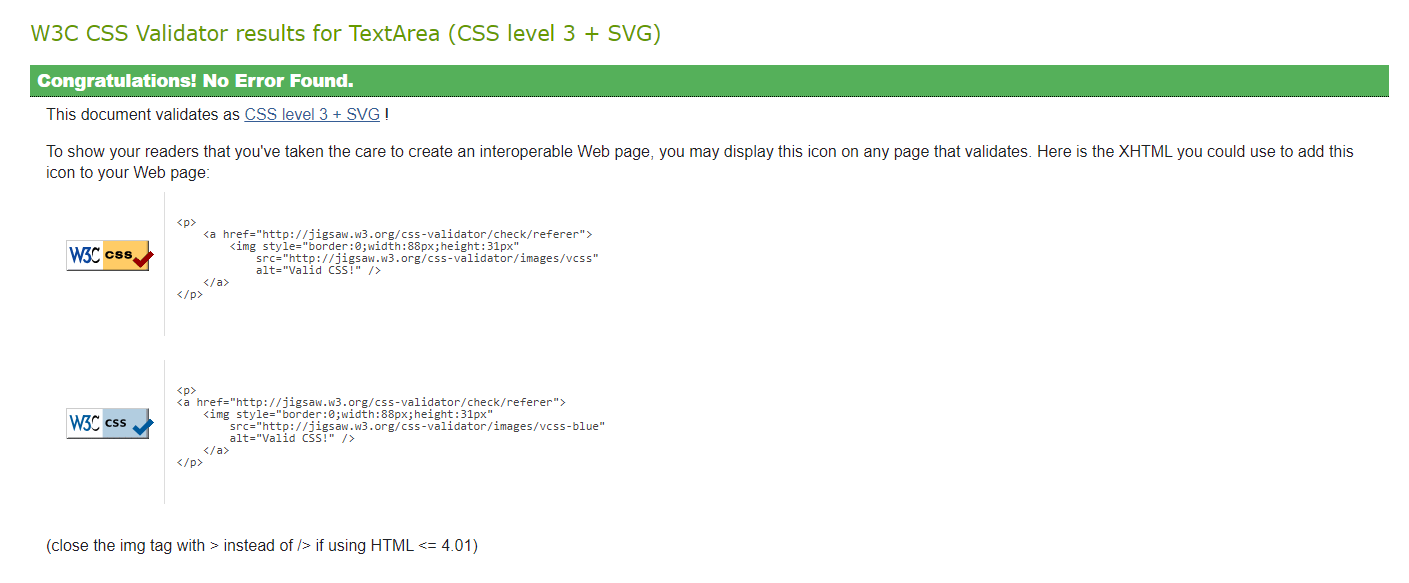 W3C CSS Validator results for TextArea (CSS level 3 + SVG)
Congratulations! No Error Found.
This document validates as CSS level 3 + SVG !
To show your readers that you've taken the care to create an interoperable Web page, you may display this icon on any page that validates. Here is the XHTML you could use to add this
icon to your Web page:
W3C css
<p>
<a href="http://jigsaw.w3.org/css-validator/check/referer">
<img style="border:0;width:88px;height:31px"
src="http://jigsaw.w3.org/css-validator/images/vcss"
alt="Valid CSS!" />
</a>
</p>
W3C css
<p>
<a href="http://jigsaw.w3.org/css-validator/check/referer">
<img style="border:0;width:88px;height:31px"
src="http://jigsaw.w3.org/css-validator/images/vcss-blue"
alt="Valid CSS!" />
</a>
</p>
(close the img tag with > instead of /> if using HTML <= 4.01)